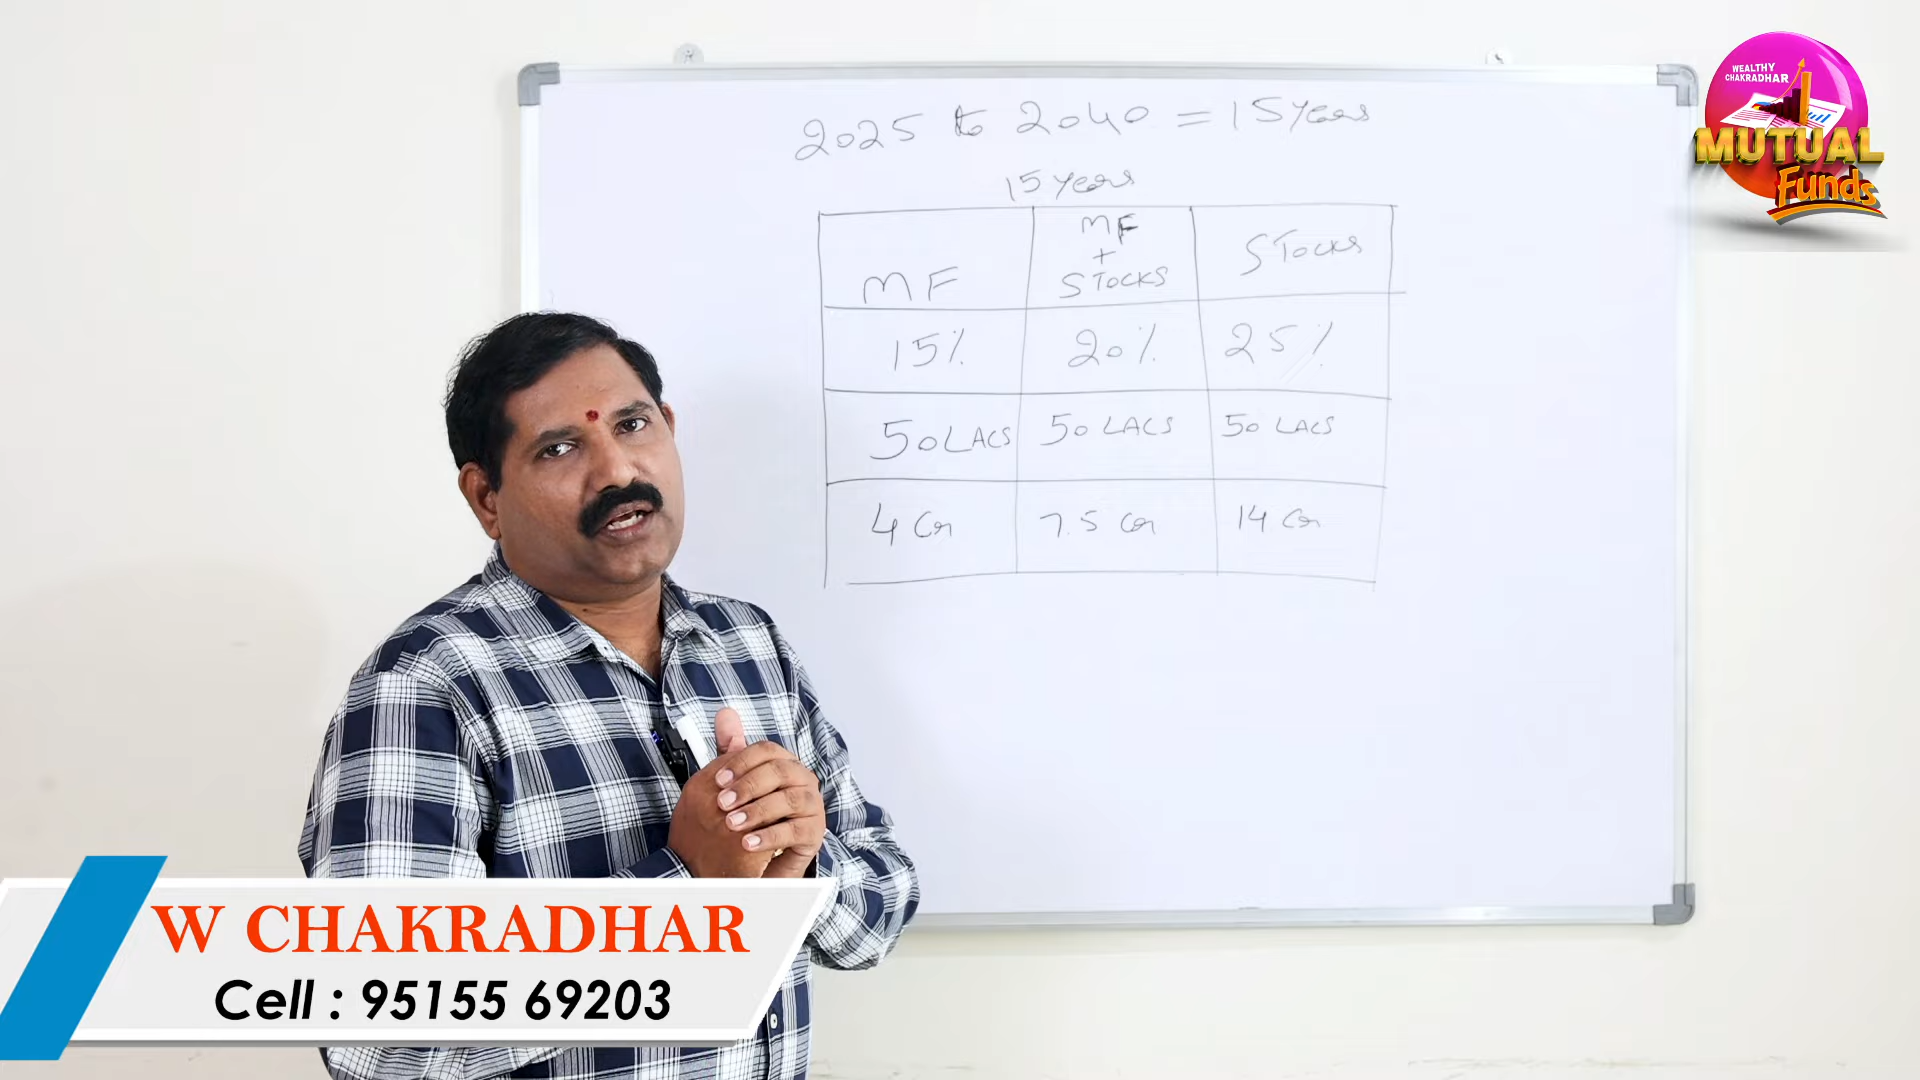 2025 to 2040 = 15 years
15 years
MF
MF + STOCKS
STOCKS
15% 20% 25%
50 LACS 50 LACS 50 LACS
4 Cr 7.5 Cr 14 Cr
WEALTHY
CHAKRADHAR
MUTUAL
Funds
W CHAKRADHAR
Cell : 95155 69203